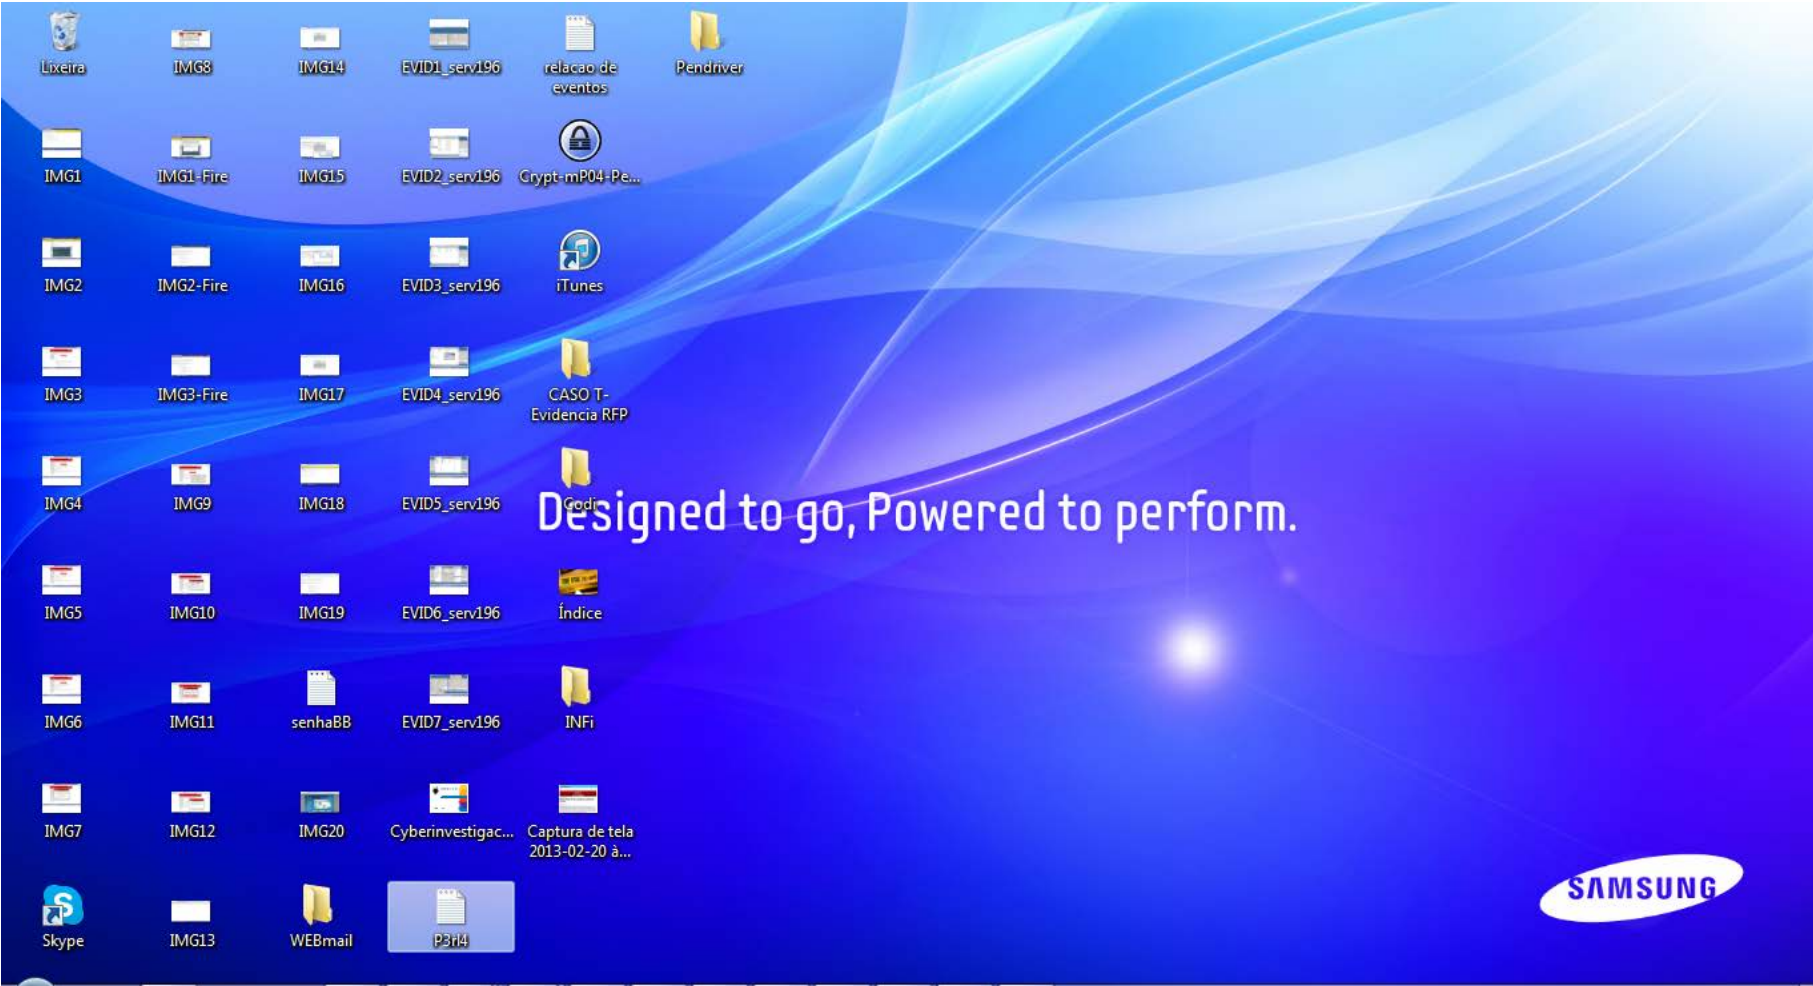 Lixeira
IMG8
IMG14
EVID1_serv196
relacao de
eventos
Pendriver
IMG1
IMG1-Fire
IMG15
EVID2_serv196
Crypt-mP04-Pe...
IMG2
IMG2-Fire
IMG16
EVID3_serv196
iTunes
IMG3
IMG3-Fire
IMG17
EVID4_serv196
CASO T-
Evidencia RFP
IMG4
IMG9
IMG18
EVID5_serv196
Godi
Designed to go, Powered to perform.
IMG5
IMG10
IMG19
EVID6_serv196
Índice
IMG6
IMG11
senhaBB
EVID7_serv196
INFi
IMG7
IMG12
IMG20
Cyberinvestigac...
Captura de tela
2013-02-20 à...
SAMSUNG
Skype
IMG13
WEBmail
P3rl4